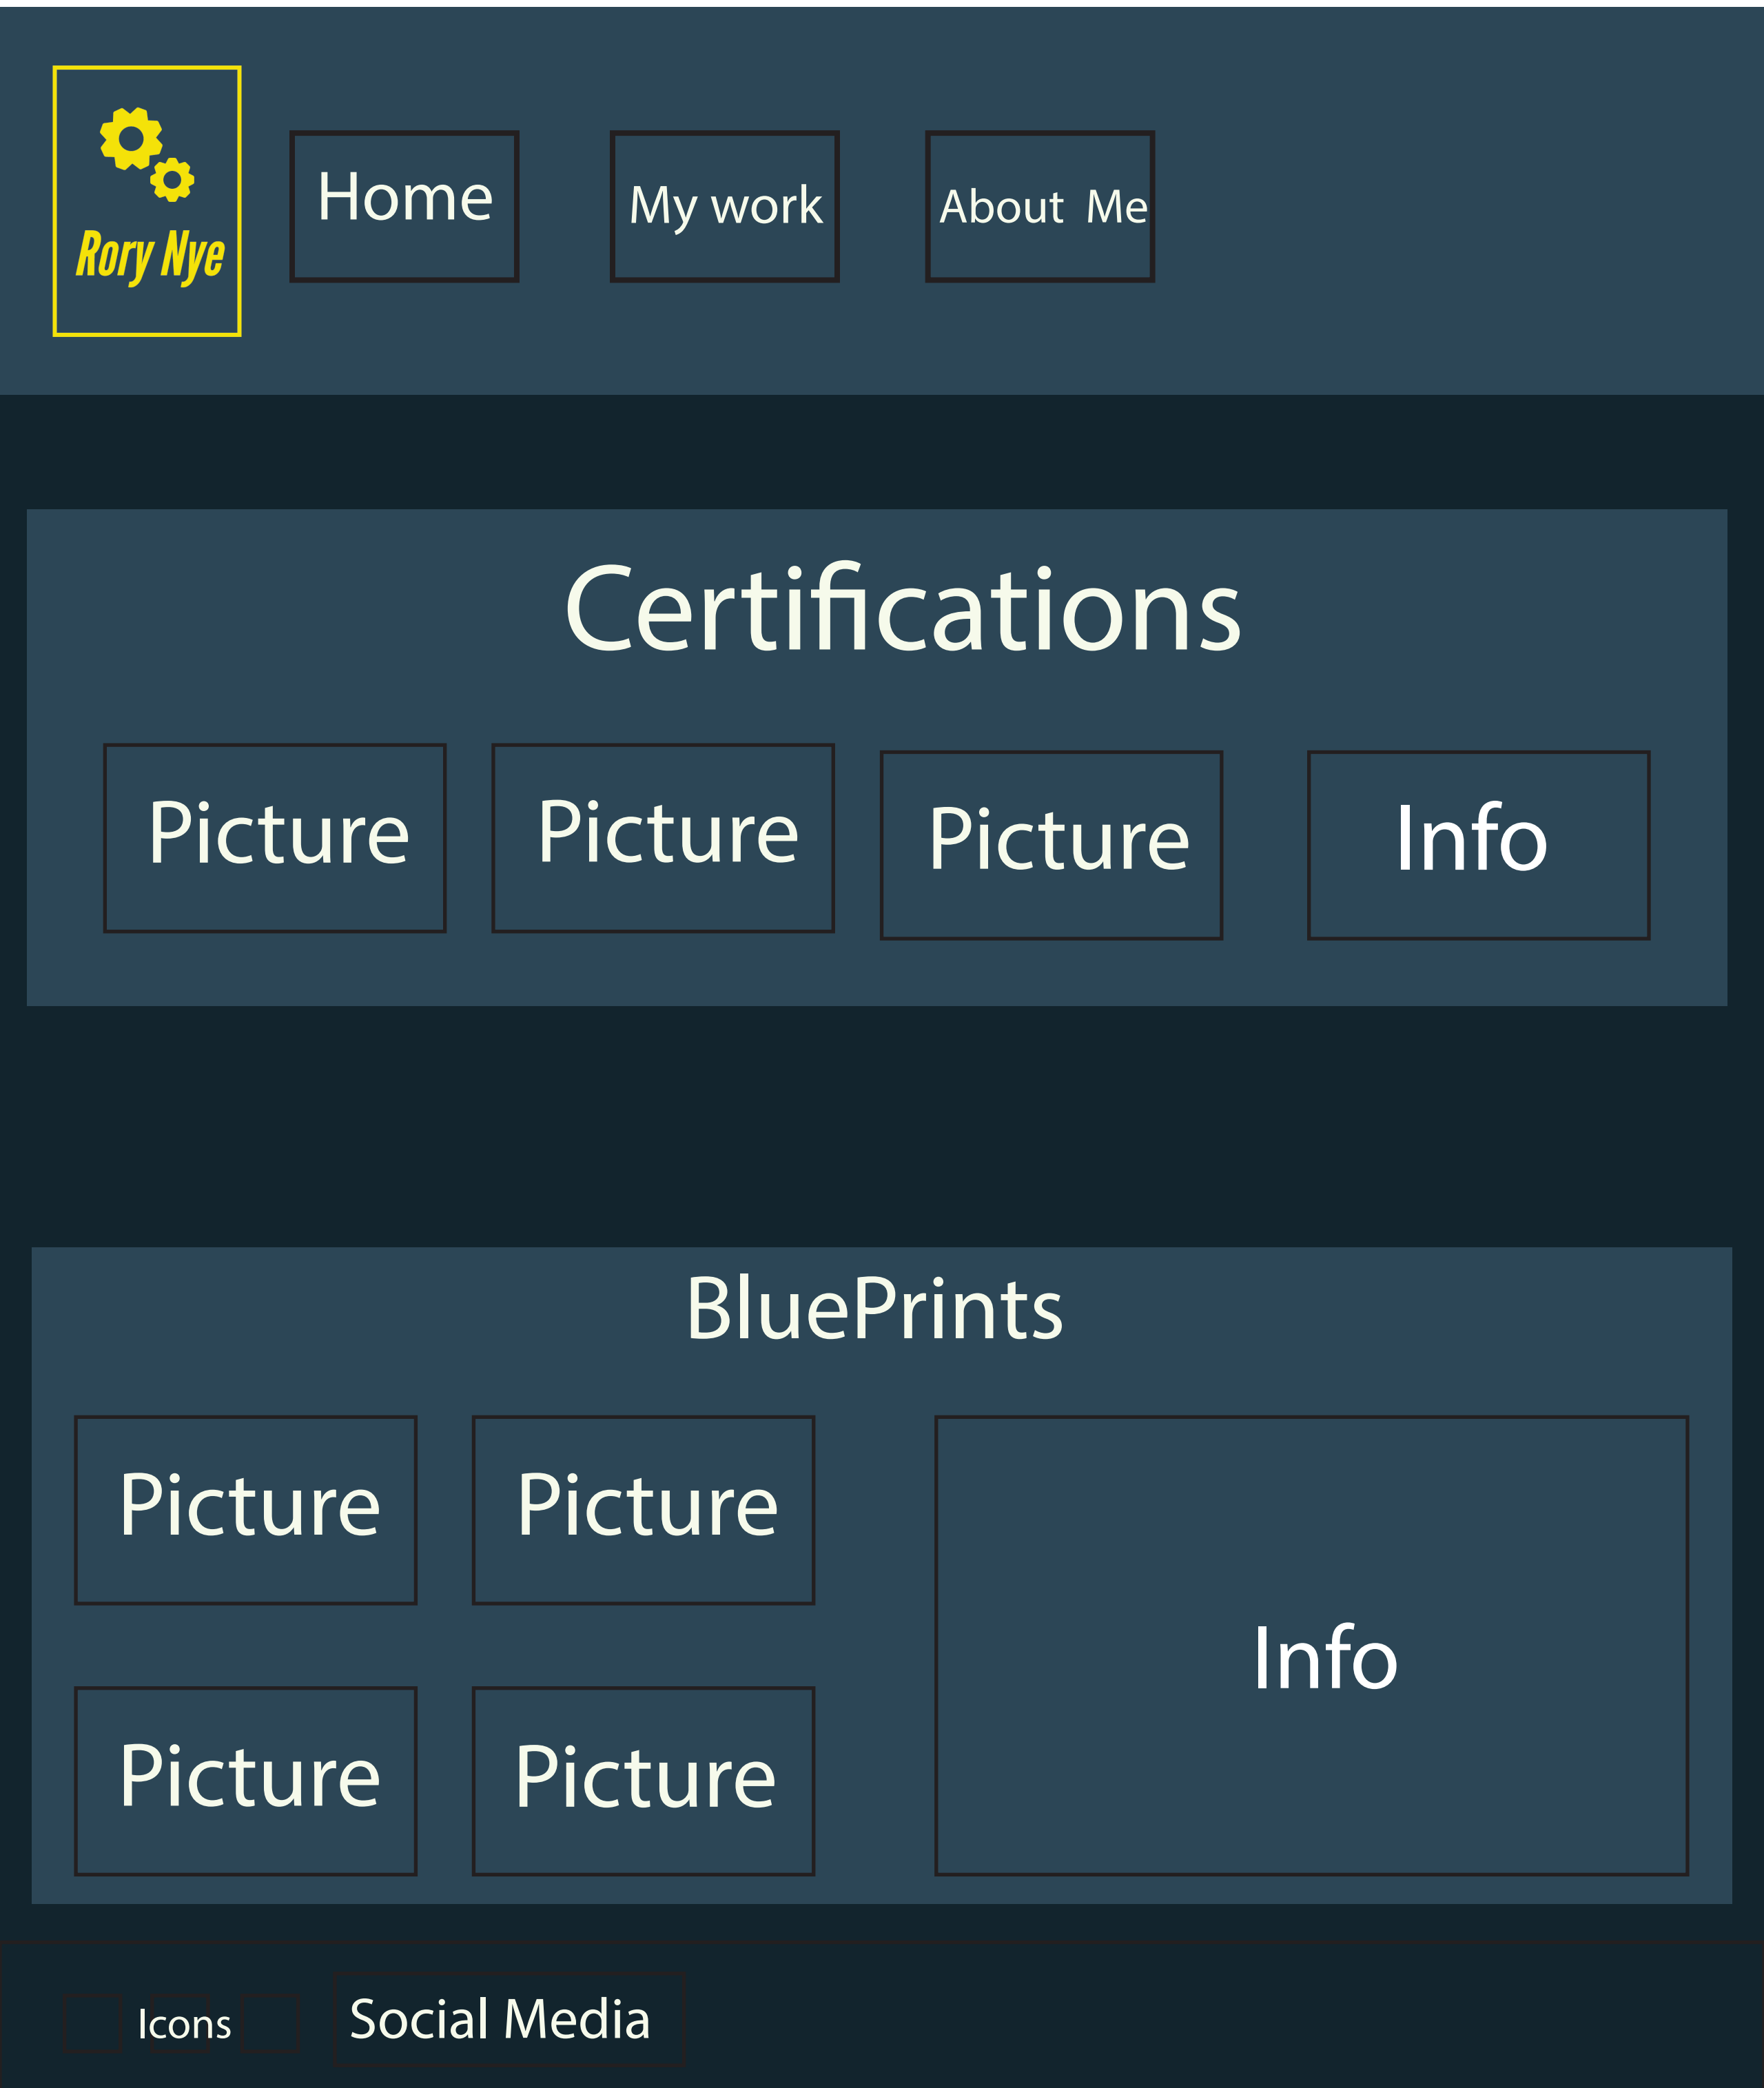 Rory Nye
Home
My work
About Me
Certifications
Picture
Picture
Picture
Info
BluePrints
Picture
Picture
Info
Picture
Picture
Icons
Social Media